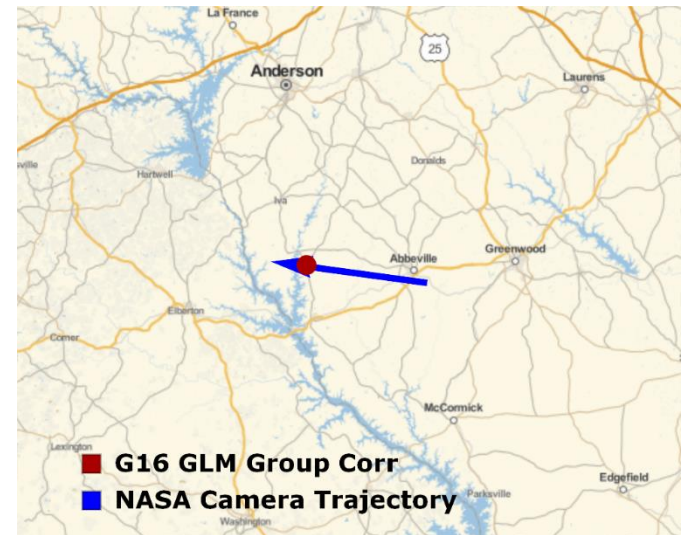 La France
25
Anderson
Laurens
ville
Hartwell
Donalds
Iva
Abbeville
Greenwood
Elberton
Comer
McCormick
Lexington
G16 GLM Group Corr
Edgefield
NASA Camera Trajectory
Parksville
Washington